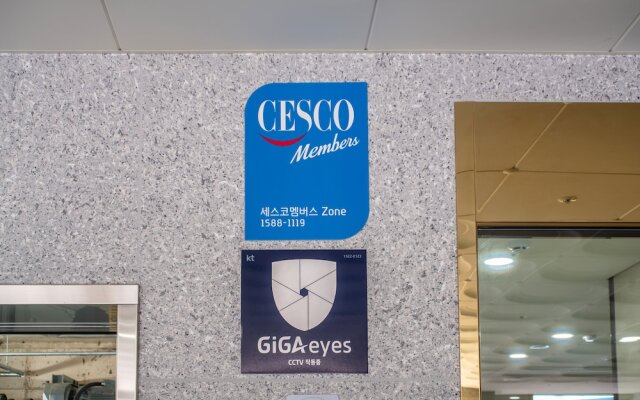 CESCO
Members
세스코멤버스 Zone
1588-1119
kt
GiGA eyes
CCTV 작동중